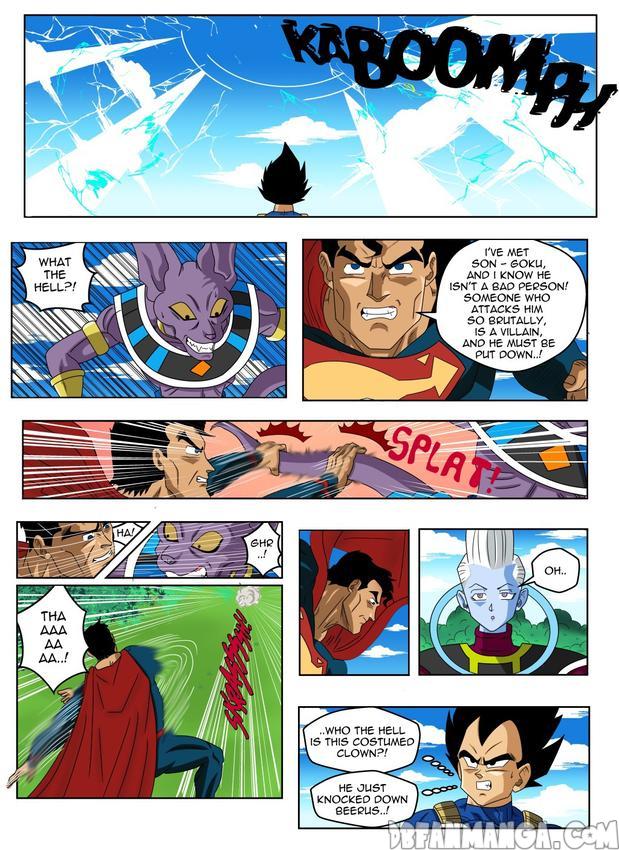 KABOOMPH!
WHAT
THE
HELL?!
I'VE MET
SON - GOKU,
AND I KNOW HE
ISN'T A BAD PERSON!
SOMEONE WHO
ATTACKS HIM
SO BRUTALLY,
IS A VILLAIN,
AND HE MUST BE
PUT DOWN..!
SPLAT!
HA!
GHR
..!
THA
AAA
AA
AA..!
OH..
..WHO THE HELL
IS THIS COSTUMED
CLOWN?!
HE JUST
KNOCKED DOWN
BEERUS..!
DBFANMANGA.COM